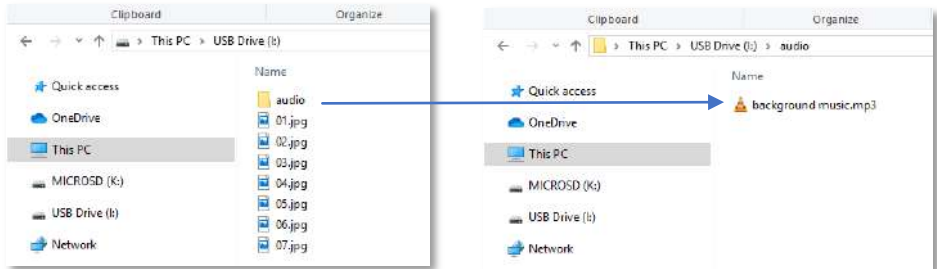 Clipboard Organize
This PC > USB Drive (I:)
Name
Quick access
OneDrive
This PC
MICROSD (K:)
USB Drive (I:)
Network
audio
01.jpg
02.jpg
03.jpg
04.jpg
05.jpg
06.jpg
07.jpg
Clipboard Organize
> This PC > USB Drive (I:) > audio
Name
Quick access
OneDrive
This PC
MICROSD (K:)
USB Drive (I:)
Network
background music.mp3